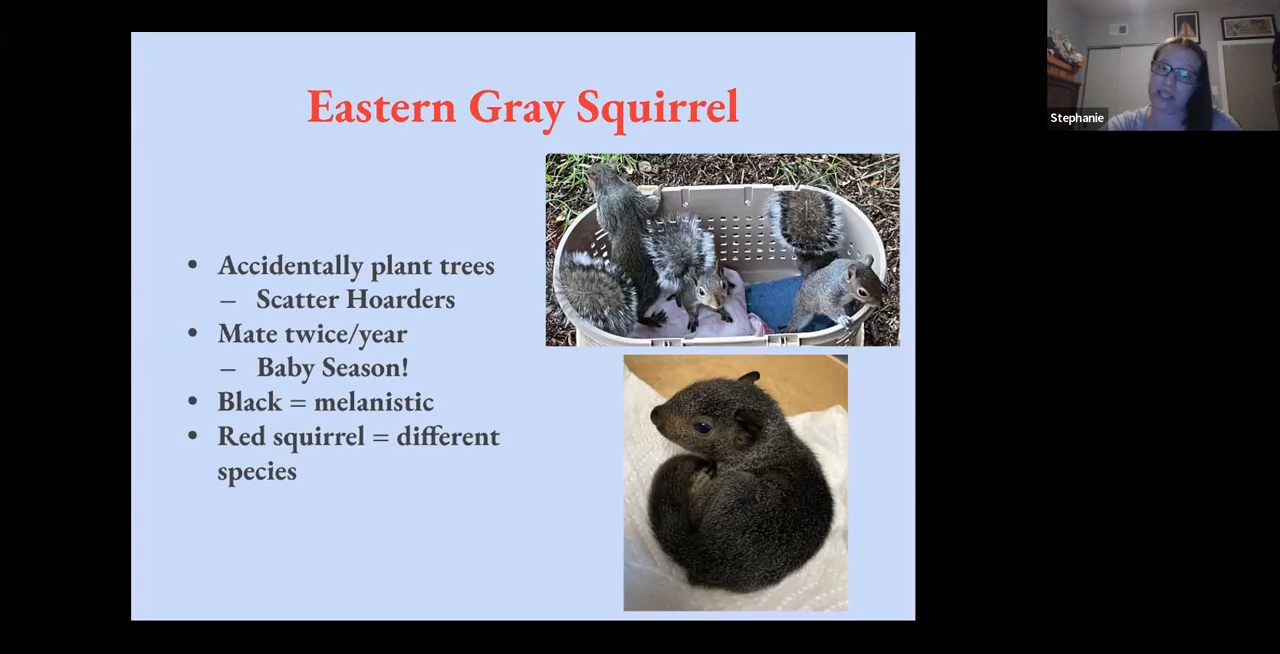 Eastern Gray Squirrel
• Accidentally plant trees
– Scatter Hoarders
• Mate twice/year
– Baby Season!
• Black = melanistic
• Red squirrel = different
species
Stephanie